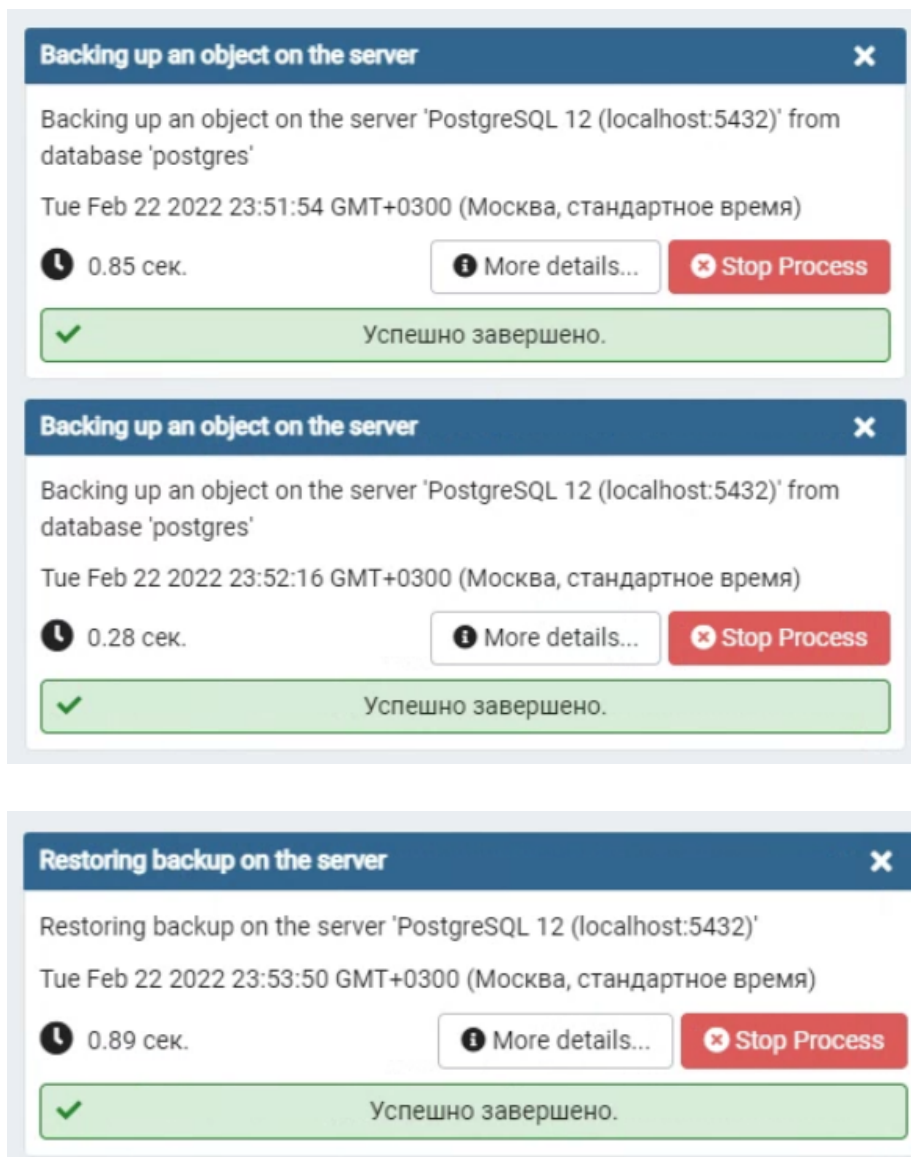 Backing up an object on the server
Backing up an object on the server 'PostgreSQL 12 (localhost:5432)' from
database 'postgres'
Tue Feb 22 2022 23:51:54 GMT+0300 (Москва, стандартное время)
0.85 сек. More details... Stop Process
Успешно завершено.
Backing up an object on the server
Backing up an object on the server 'PostgreSQL 12 (localhost:5432)' from
database 'postgres'
Tue Feb 22 2022 23:52:16 GMT+0300 (Москва, стандартное время)
0.28 сек. More details... Stop Process
Успешно завершено.
Restoring backup on the server
Restoring backup on the server 'PostgreSQL 12 (localhost:5432)'
Tue Feb 22 2022 23:53:50 GMT+0300 (Москва, стандартное время)
0.89 сек. More details... Stop Process
Успешно завершено.